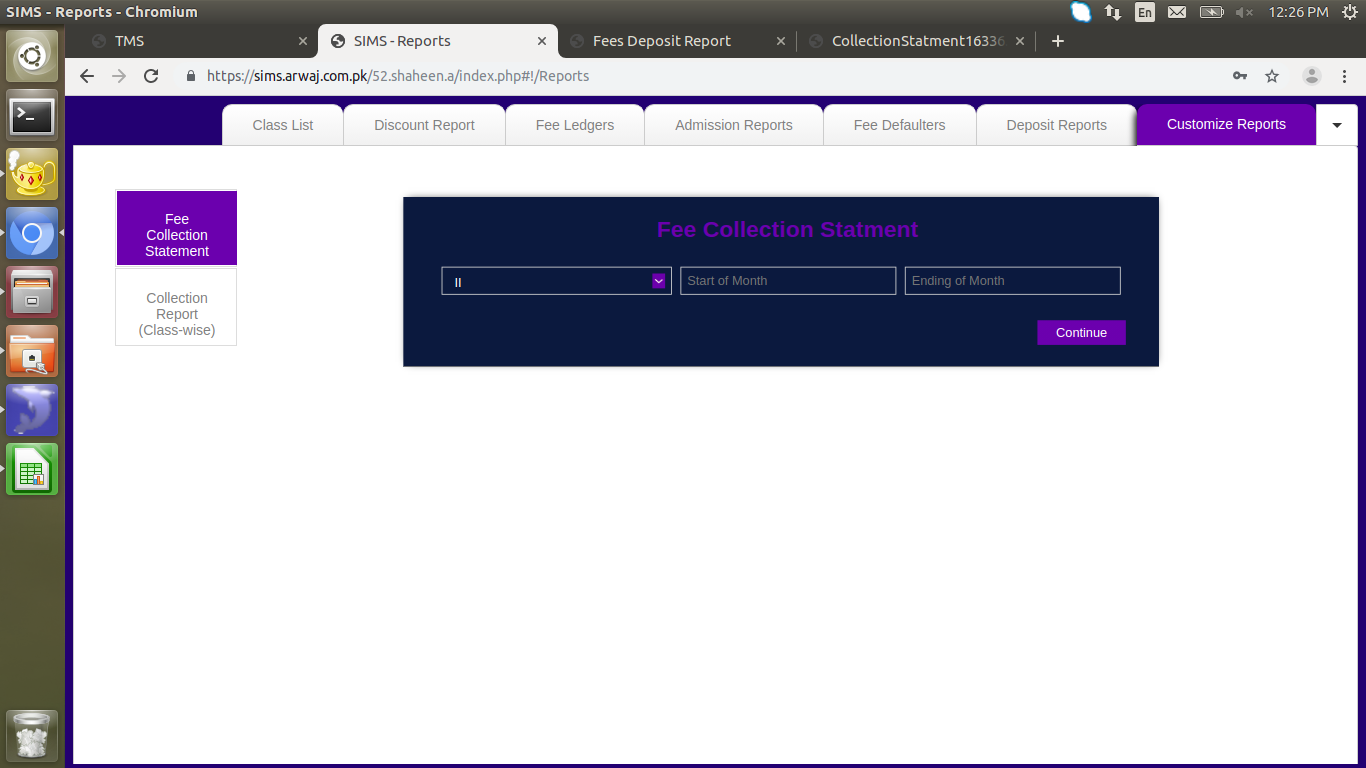 SIMS - Reports - Chromium
En
12:26 PM
TMS
SIMS - Reports
Fees Deposit Report
CollectionStatment16336
https://sims.arwaj.com.pk/52.shaheen.a/index.php#!/Reports
Class List
Discount Report
Fee Ledgers
Admission Reports
Fee Defaulters
Deposit Reports
Customize Reports
Fee
Collection
Statement
Collection
Report
(Class-wise)
Fee Collection Statment
II
Start of Month
Ending of Month
Continue